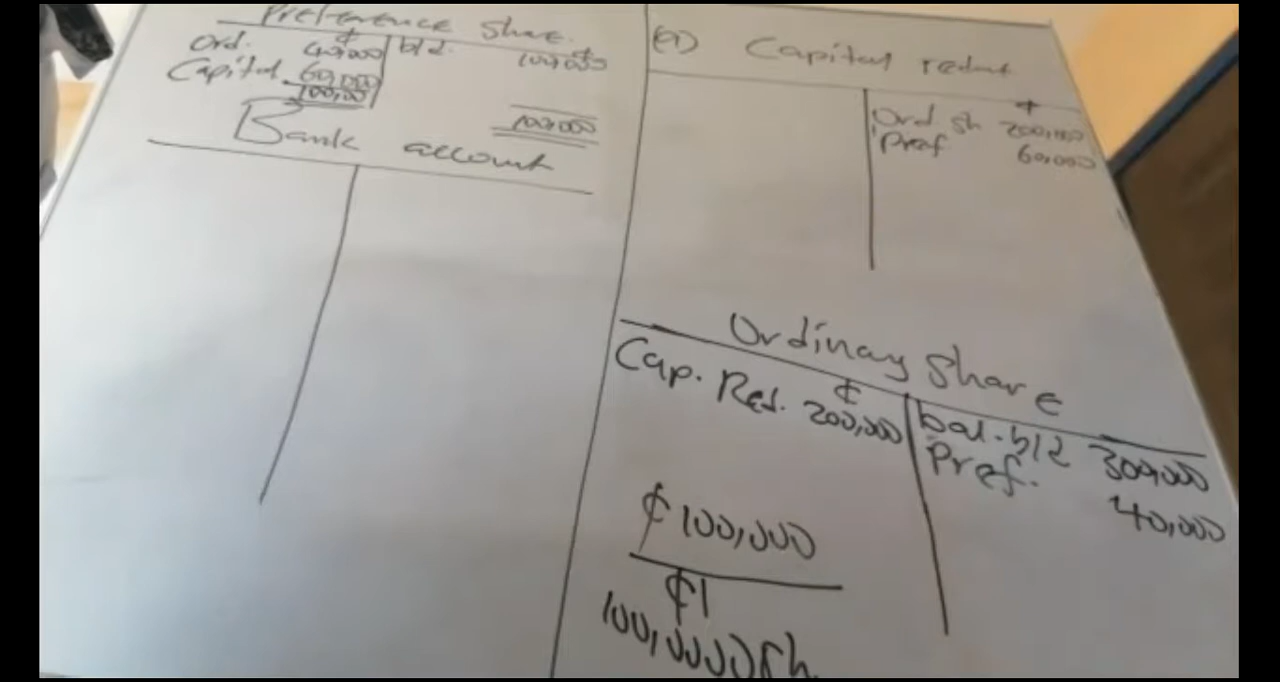 Preference Share
¢ ¢
Ord. 40,000 b/d 100,000
Capital 60,000
100,000 100,000
Bank account
(a) Capital redut
¢
Ord sh 200,000
Pref 60,000
Ordinary Share
¢
Cap. Red. 200,000 bal. b/d 300,000
Pref. 40,000
¢100,000
¢1
100,000 sh